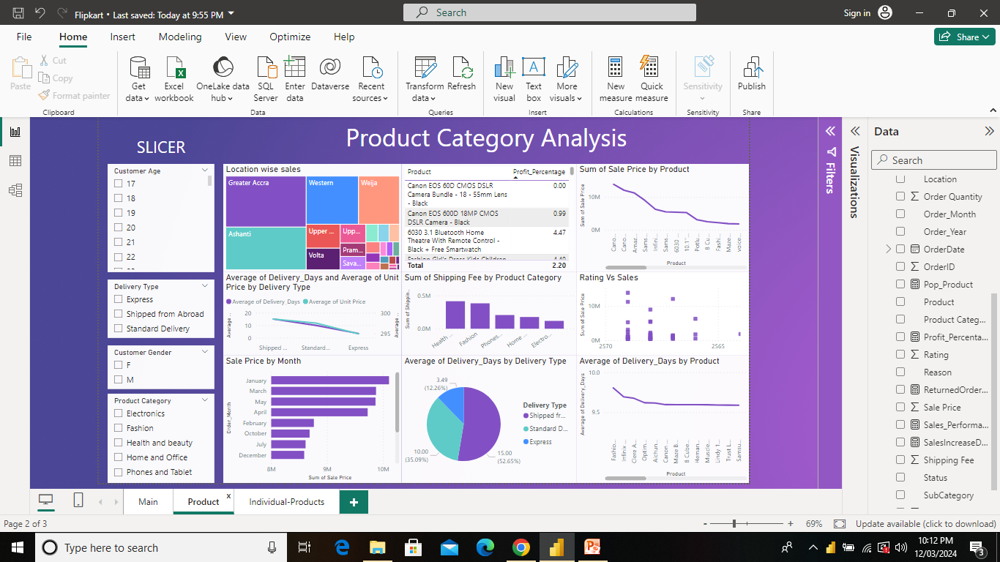 Flipkart • Last saved: Today at 9:55 PM
Search
Sign in
File Home Insert Modeling View Optimize Help
Share
Paste
Cut
Copy
Format painter
Clipboard
Get data
Excel workbook
OneLake data hub
SQL Server
Enter data
Dataverse
Recent sources
Data
Transform data
Refresh
Queries
New visual
Text box
More visuals
Insert
New measure
Quick measure
Calculations
Sensitivity
Sensitivity
Publish
Share
SLICER
Product Category Analysis
Customer Age
17
18
19
20
21
22
Delivery Type
Express
Shipped from Abroad
Standard Delivery
Customer Gender
F
M
Product Category
Electronics
Fashion
Health and beauty
Home and Office
Phones and Tablet
Location wise sales
Greater Accra
Western
Weija
Ashanti
Upper ...
Upp...
Volta
Pram...
Sava...
Product Profit_Percentage
Canon EOS 60D CMOS DSLR 0.00
Camera Bundle - 18 - 55mm Lens
- Black
Canon EOS 600D 18MP CMOS 0.99
DSLR Camera - Black
6030 3.1 Bluetooth Home 4.47
Theatre With Remote Control -
Black + Free Smartwatch
Total 2.20
Sum of Sale Price by Product
Sum of Sale Price
10M
0M
Cano...
Cano...
Amaz...
Sams...
Infini...
Sams...
6030 ...
10.1" ...
Potlu...
8 Cu...
Fashi...
Maze...
voice...
Product
Average of Delivery_Days and Average of Unit
Price by Delivery Type
Average of Delivery_Days Average of Unit Price
Average ...
20
10
0
300
295
Average ...
Shipped ...
Standard...
Express
Sum of Shipping Fee by Product Category
Sum of Shippin...
0.5M
0.0M
Health ...
Fashion
Phones...
Home ...
Electro...
Rating Vs Sales
Sum of Sale Price
10M
0M
2570
2565
Sale Price by Month
Order_Month
January
March
May
April
February
October
July
December
8M 9M 10M
Sum of Sale Price
Average of Delivery_Days by Delivery Type
3.49
(12.26%)
10.00
(35.09%)
15.00
(52.65%)
Delivery Type
Shipped fr...
Standard D...
Express
Average of Delivery_Days by Product
Average of Delivery_Days
10.0
9.5
Fashio...
Infinix ...
Clere A...
Optim...
Aichun...
Canon ...
Maze B...
8 Cube...
Heman...
Muscle...
Lindy 1...
Trust L...
Samsu...
Product
Filters
Visualizations
Data
Search
Location
Order Quantity
Order_Month
Order_Year
OrderDate
OrderID
Pop_Product
Product
Product Categ...
Profit_Percenta...
Rating
Reason
ReturnedOrder...
Sale Price
Sales_Performa...
SalesIncreaseD...
Shipping Fee
Status
SubCategory
Main
Product x
Individual-Products
+
Page 2 of 3
- + 69%
Update available (click to download)
Type here to search
10:12 PM
12/03/2024
3